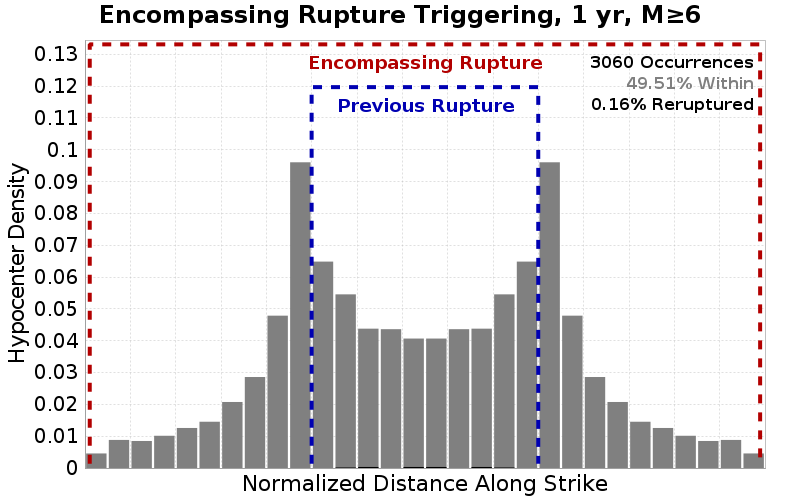 Encompassing Rupture Triggering, 1 yr, M≥6
Encompassing Rupture
Previous Rupture
3060 Occurrences
49.51% Within
0.16% Reruptured
Hypocenter Density
0.13
0.12
0.11
0.1
0.09
0.08
0.07
0.06
0.05
0.04
0.03
0.02
0.01
0
Normalized Distance Along Strike